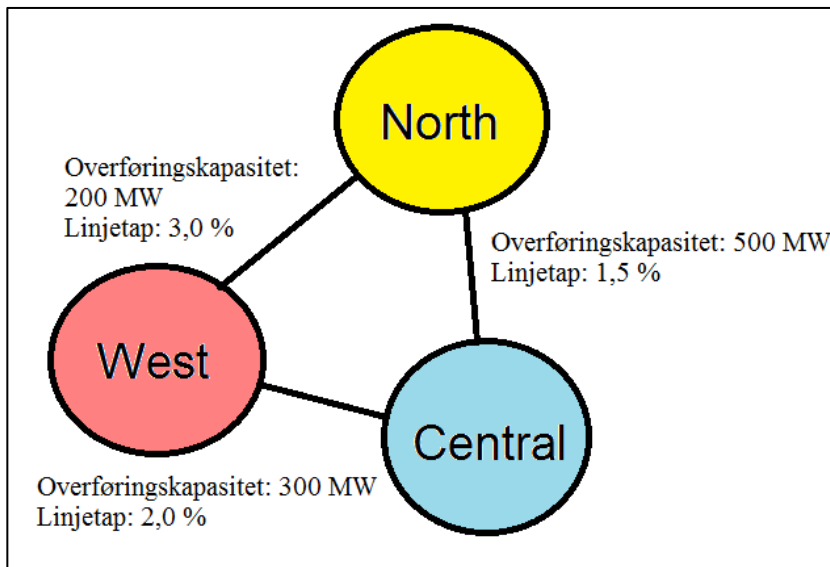 North
Overføringskapasitet:
200 MW
Linjetap: 3,0 %
Overføringskapasitet: 500 MW
Linjetap: 1,5 %
West
Central
Overføringskapasitet: 300 MW
Linjetap: 2,0 %